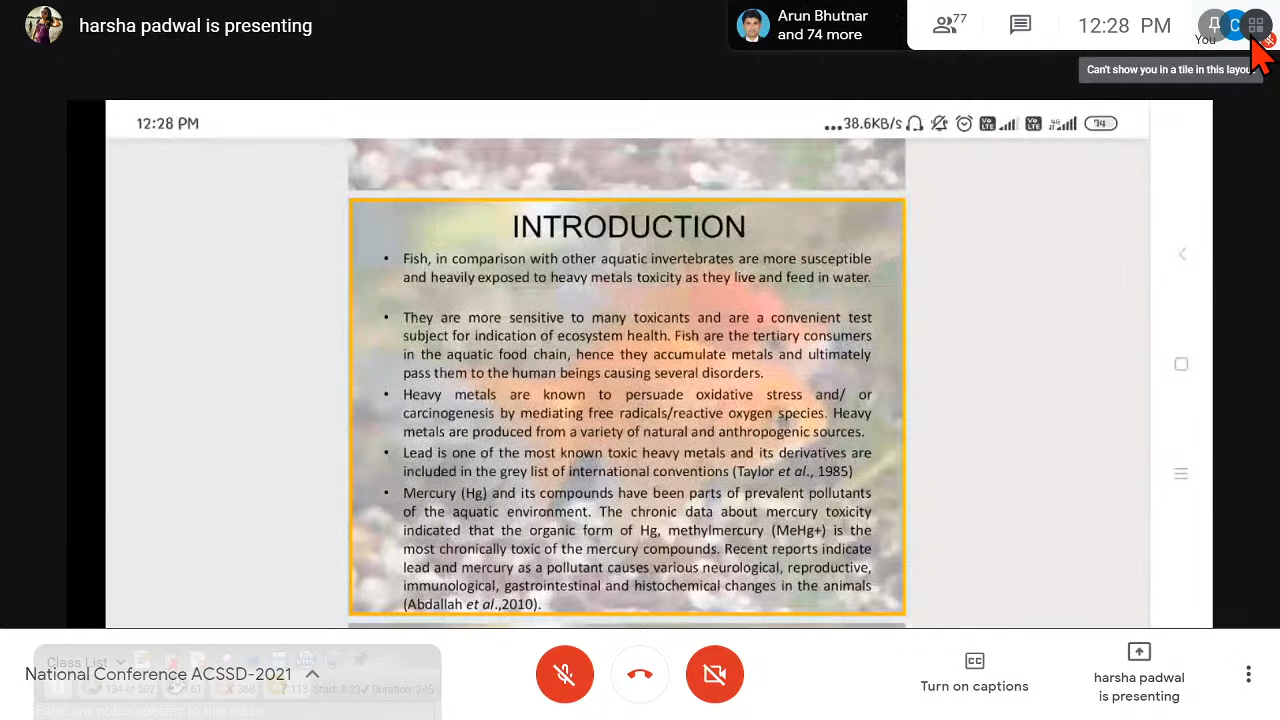 harsha padwal is presenting
Arun Bhutnar
and 74 more
77
12:28 PM
You
Can't show you in a tile in this layou
12:28 PM
...38.6KB/s
74
INTRODUCTION
• Fish, in comparison with other aquatic invertebrates are more susceptible
and heavily exposed to heavy metals toxicity as they live and feed in water.
• They are more sensitive to many toxicants and are a convenient test
subject for indication of ecosystem health. Fish are the tertiary consumers
in the aquatic food chain, hence they accumulate metals and ultimately
pass them to the human beings causing several disorders.
• Heavy metals are known to persuade oxidative stress and/ or
carcinogenesis by mediating free radicals/reactive oxygen species. Heavy
metals are produced from a variety of natural and anthropogenic sources.
• Lead is one of the most known toxic heavy metals and its derivatives are
included in the grey list of international conventions (Taylor et al., 1985)
• Mercury (Hg) and its compounds have been parts of prevalent pollutants
of the aquatic environment. The chronic data about mercury toxicity
indicated that the organic form of Hg, methylmercury (MeHg+) is the
most chronically toxic of the mercury compounds. Recent reports indicate
lead and mercury as a pollutant causes various neurological, reproductive,
immunological, gastrointestinal and histochemical changes in the animals
(Abdallah et al.,2010).
Class List
National Conference ACSSD-2021
Turn on captions
harsha padwal
is presenting